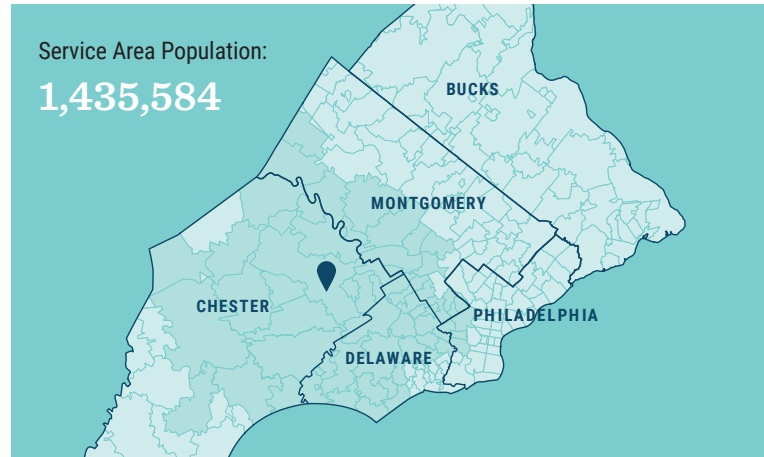 Service Area Population:
1,435,584
BUCKS
MONTGOMERY
CHESTER
PHILADELPHIA
DELAWARE